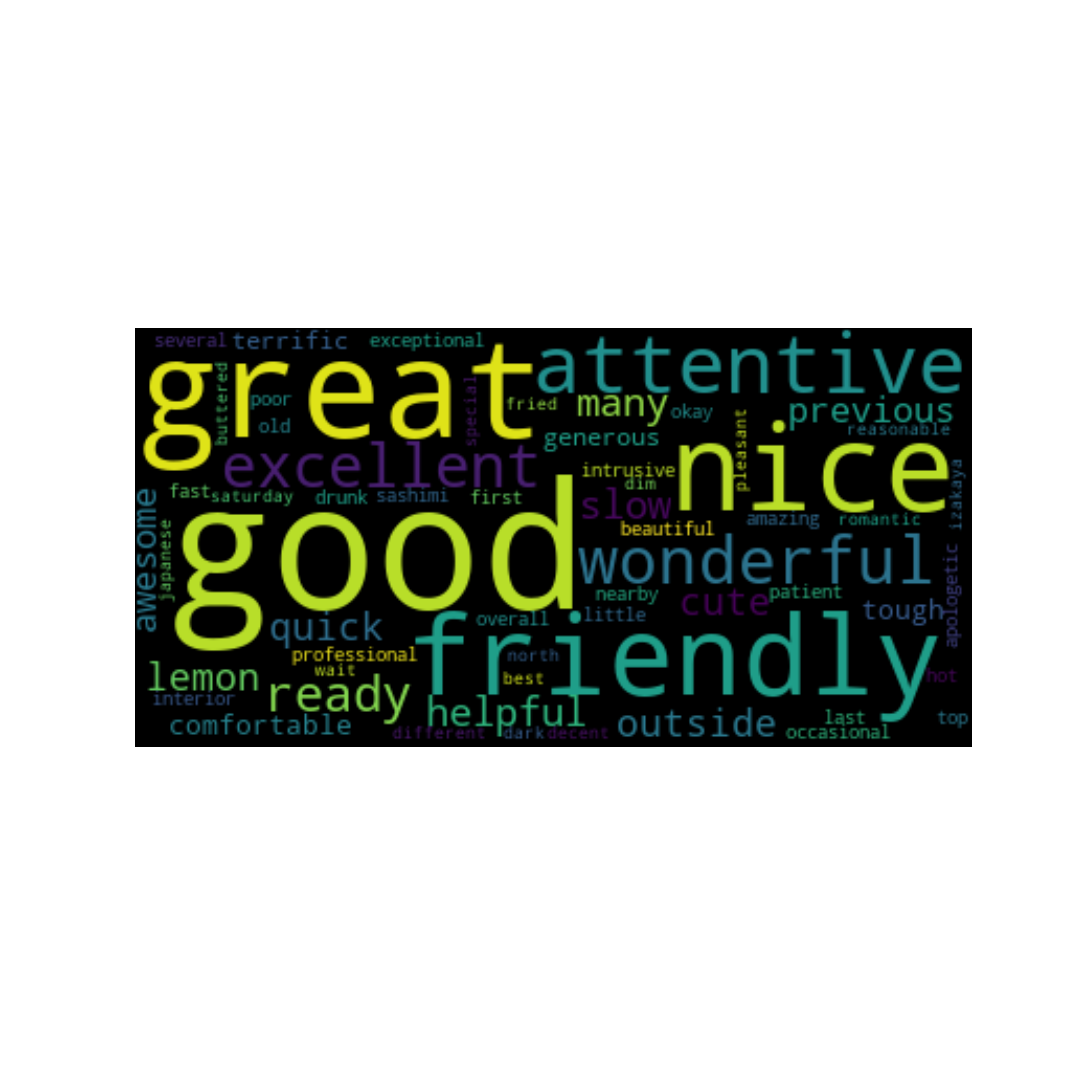 several terrific exceptional
great attentive
buttered poor special fried many okay previous
old generous pleasant reasonable
excellent intrusive nice
dim
fast saturday drunk sashimi first slow izakaya
awesome japanese good beautiful amazing romantic
wonderful
nearby cute patient apologetic
quick overall little tough
friendly
professional north
lemon wait best hot
interior ready helpful
comfortable outside last top
different dark decent occasional